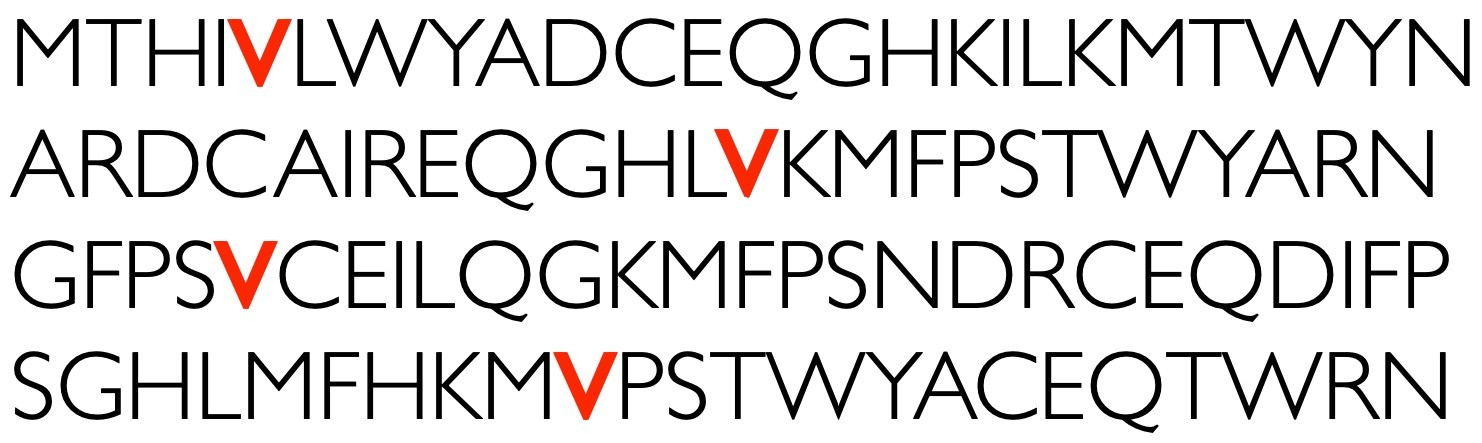 MTHIVLWYADCEQGHKILKMTWYN
ARDCAIREQGHLVKMFPSTWYARN
GFPSVCEILQGKMFPSNDRCEQDIFP
SGHLMFHKMVPSTWYACEQTWRN